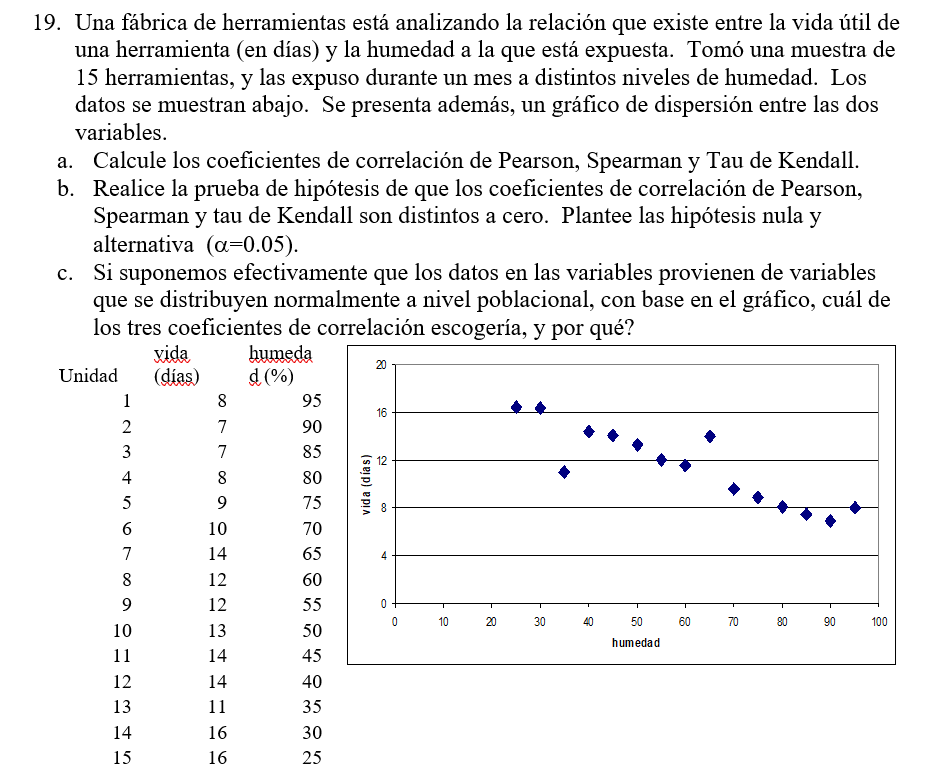 19. Una fábrica de herramientas está analizando la relación que existe entre la vida útil de
una herramienta (en días) y la humedad a la que está expuesta. Tomó una muestra de
15 herramientas, y las expuso durante un mes a distintos niveles de humedad. Los
datos se muestran abajo. Se presenta además, un gráfico de dispersión entre las dos
variables.
a. Calcule los coeficientes de correlación de Pearson, Spearman y Tau de Kendall.
b. Realice la prueba de hipótesis de que los coeficientes de correlación de Pearson,
Spearman y tau de Kendall son distintos a cero. Plantee las hipótesis nula y
alternativa (α=0.05).
c. Si suponemos efectivamente que los datos en las variables provienen de variables
que se distribuyen normalmente a nivel poblacional, con base en el gráfico, cuál de
los tres coeficientes de correlación escogería, y por qué?
vida humeda
Unidad (días) d (%)
1 8 95
2 7 90
3 7 85
4 8 80
5 9 75
6 10 70
7 14 65
8 12 60
9 12 55
10 13 50
11 14 45
12 14 40
13 11 35
14 16 30
15 16 25
20
16
12
8
4
0
vida (días)
0 10 20 30 40 50 60 70 80 90 100
humedad